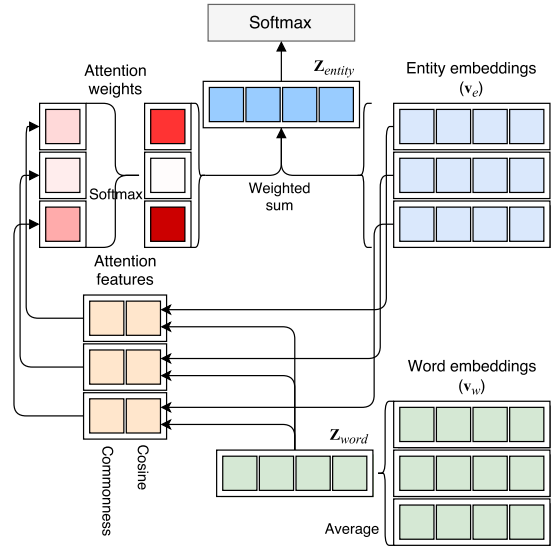 Softmax
Z_entity
Attention
weights
Entity embeddings
(v_e)
Softmax
Weighted
sum
Attention
features
Word embeddings
(v_w)
Z_word
Cosine
Commonness
Average